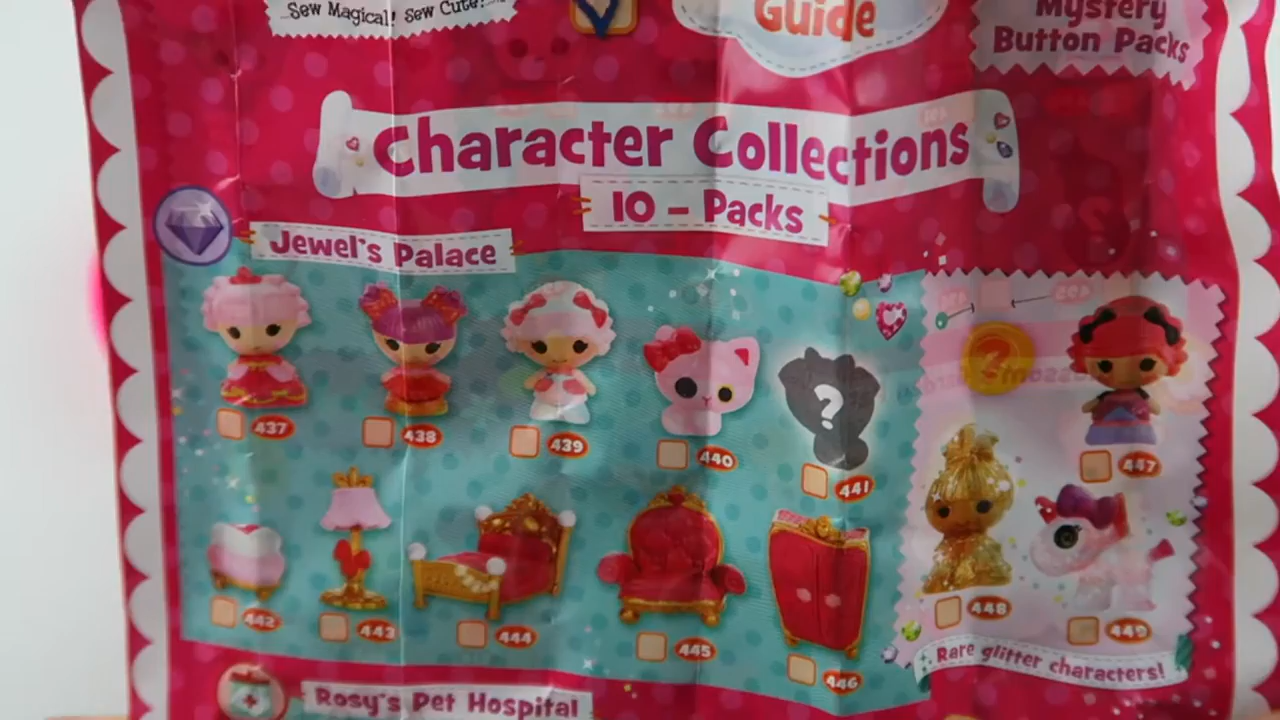 Sew Magical! Sew Cute!
Guide
Mystery
Button Packs
Character Collections
10 - Packs
Jewel's Palace
437
438
439
440
?
441
?
447
442
443
444
445
446
448
449
Rare glitter characters!
Rosy's Pet Hospital